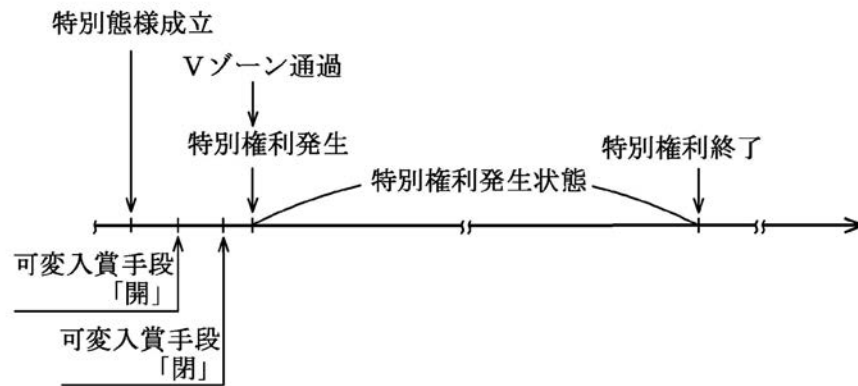 特別態様成立
Vゾーン通過
特別権利発生
特別権利発生状態
特別権利終了
可変入賞手段
「開」
可変入賞手段
「閉」